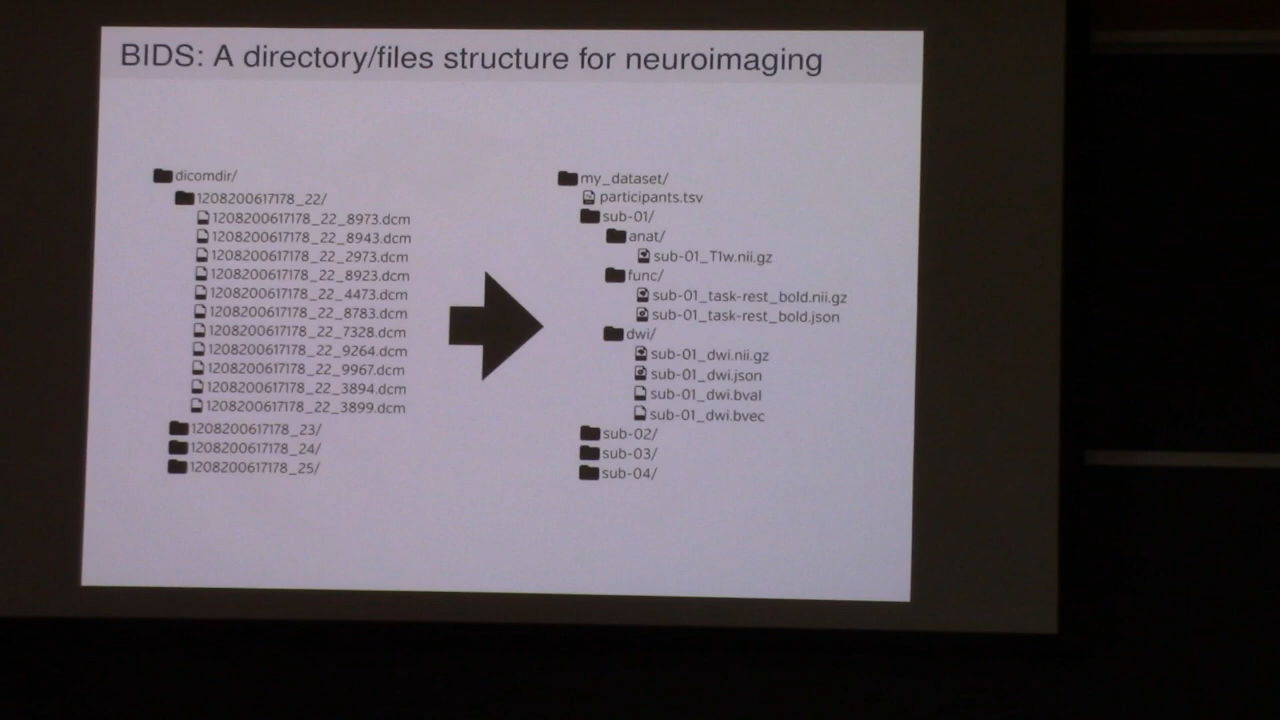 BIDS: A directory/files structure for neuroimaging
dicomdir/
1208200617178_22/
1208200617178_22_8973.dcm
1208200617178_22_8943.dcm
1208200617178_22_2973.dcm
1208200617178_22_8923.dcm
1208200617178_22_4473.dcm
1208200617178_22_8783.dcm
1208200617178_22_7328.dcm
1208200617178_22_9264.dcm
1208200617178_22_9967.dcm
1208200617178_22_3894.dcm
1208200617178_22_3899.dcm
1208200617178_23/
1208200617178_24/
1208200617178_25/
my_dataset/
participants.tsv
sub-01/
anat/
sub-01_T1w.nii.gz
func/
sub-01_task-rest_bold.nii.gz
sub-01_task-rest_bold.json
dwi/
sub-01_dwi.nii.gz
sub-01_dwi.json
sub-01_dwi.bval
sub-01_dwi.bvec
sub-02/
sub-03/
sub-04/